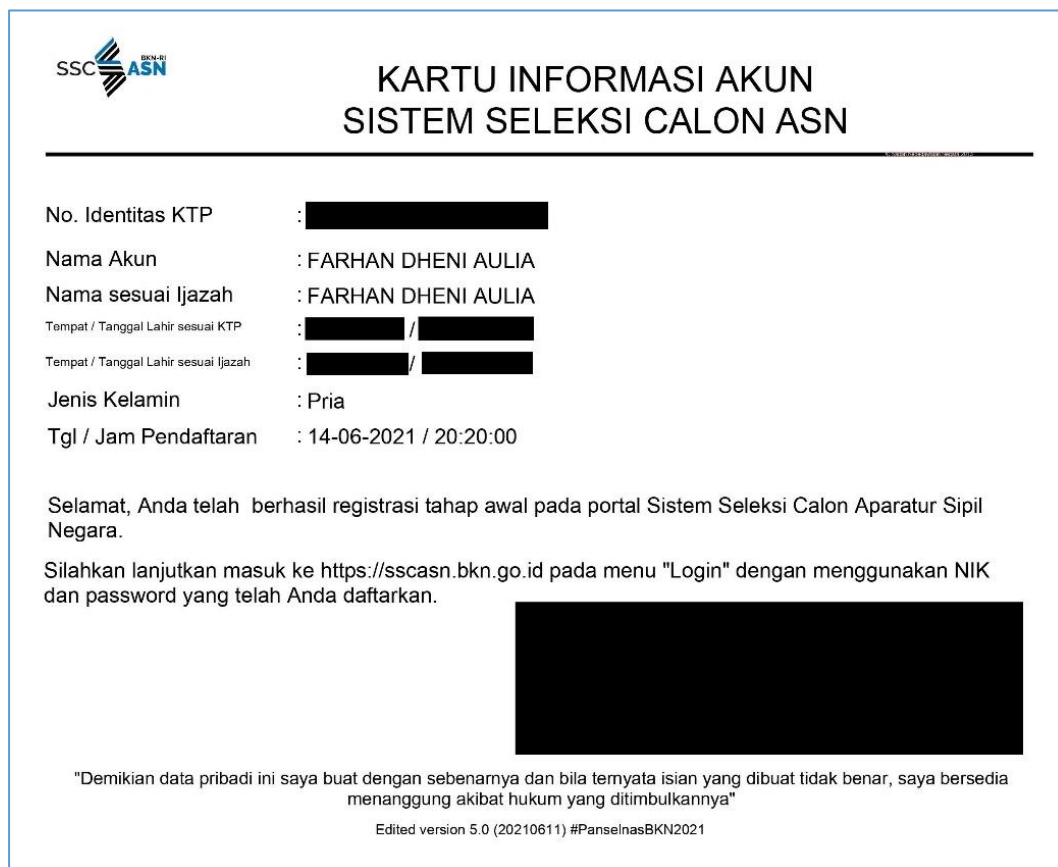 SSC ASN BKN-RI
KARTU INFORMASI AKUN
SISTEM SELEKSI CALON ASN
No. Identitas KTP :
Nama Akun : FARHAN DHENI AULIA
Nama sesuai Ijazah : FARHAN DHENI AULIA
Tempat / Tanggal Lahir sesuai KTP : /
Tempat / Tanggal Lahir sesuai Ijazah : /
Jenis Kelamin : Pria
Tgl / Jam Pendaftaran : 14-06-2021 / 20:20:00
Selamat, Anda telah berhasil registrasi tahap awal pada portal Sistem Seleksi Calon Aparatur Sipil
Negara.
Silahkan lanjutkan masuk ke https://sscasn.bkn.go.id pada menu "Login" dengan menggunakan NIK
dan password yang telah Anda daftarkan.
"Demikian data pribadi ini saya buat dengan sebenarnya dan bila ternyata isian yang dibuat tidak benar, saya bersedia
menanggung akibat hukum yang ditimbulkannya"
Edited version 5.0 (20210611) #PanselnasBKN2021